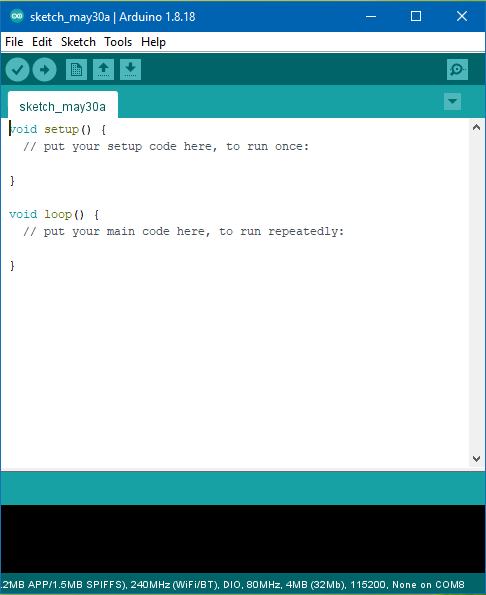 sketch_may30a | Arduino 1.8.18
File Edit Sketch Tools Help
sketch_may30a
void setup() {
  // put your setup code here, to run once:
}
void loop() {
  // put your main code here, to run repeatedly:
}
.2MB APP/1.5MB SPIFFS), 240MHz (WiFi/BT), DIO, 80MHz, 4MB (32Mb), 115200, None on COM8